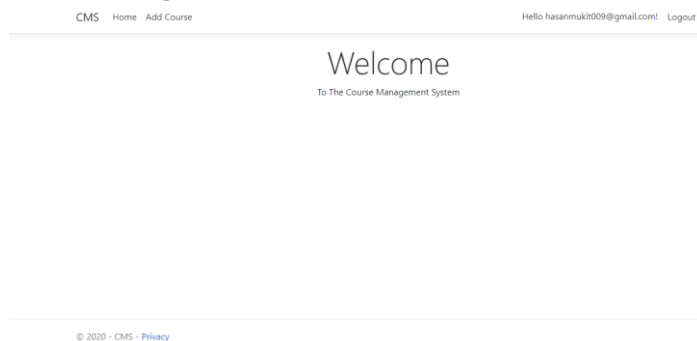 CMS Home Add Course Hello hasanmukit009@gmail.com! Logout
Welcome
To The Course Management System
© 2020 - CMS - Privacy